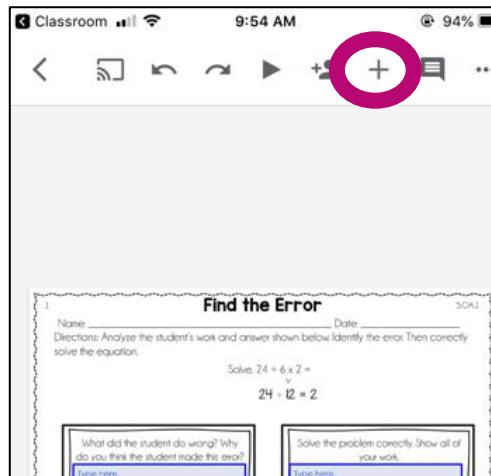 Classroom 9:54 AM 94%
Find the Error
1 5.OA.1
Name: Date:
Directions: Analyze the student's work and answer shown below. Identify the error. Then correctly
solve the equation.
Solve. 24 ÷ 6 x 2 =
v
24 ÷ 12 = 2
What did the student do wrong? Why
do you think the student made this error?
Type here...
Solve the problem correctly. Show all of
your work.
Type here...